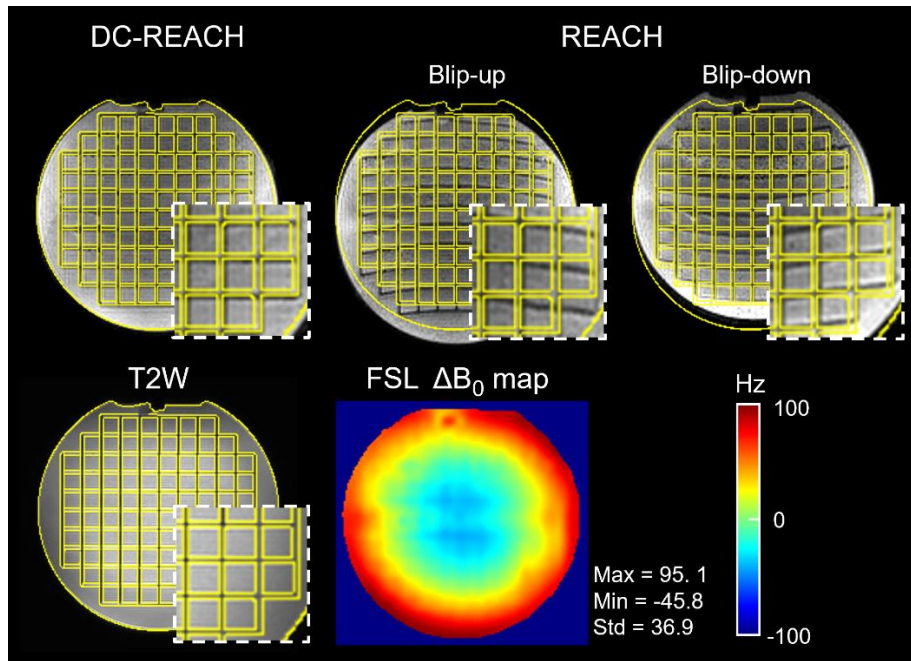 DC-REACH
REACH
Blip-up
Blip-down
T2W
FSL ΔB₀ map
Hz
100
0
-100
Max = 95. 1
Min = -45.8
Std = 36.9